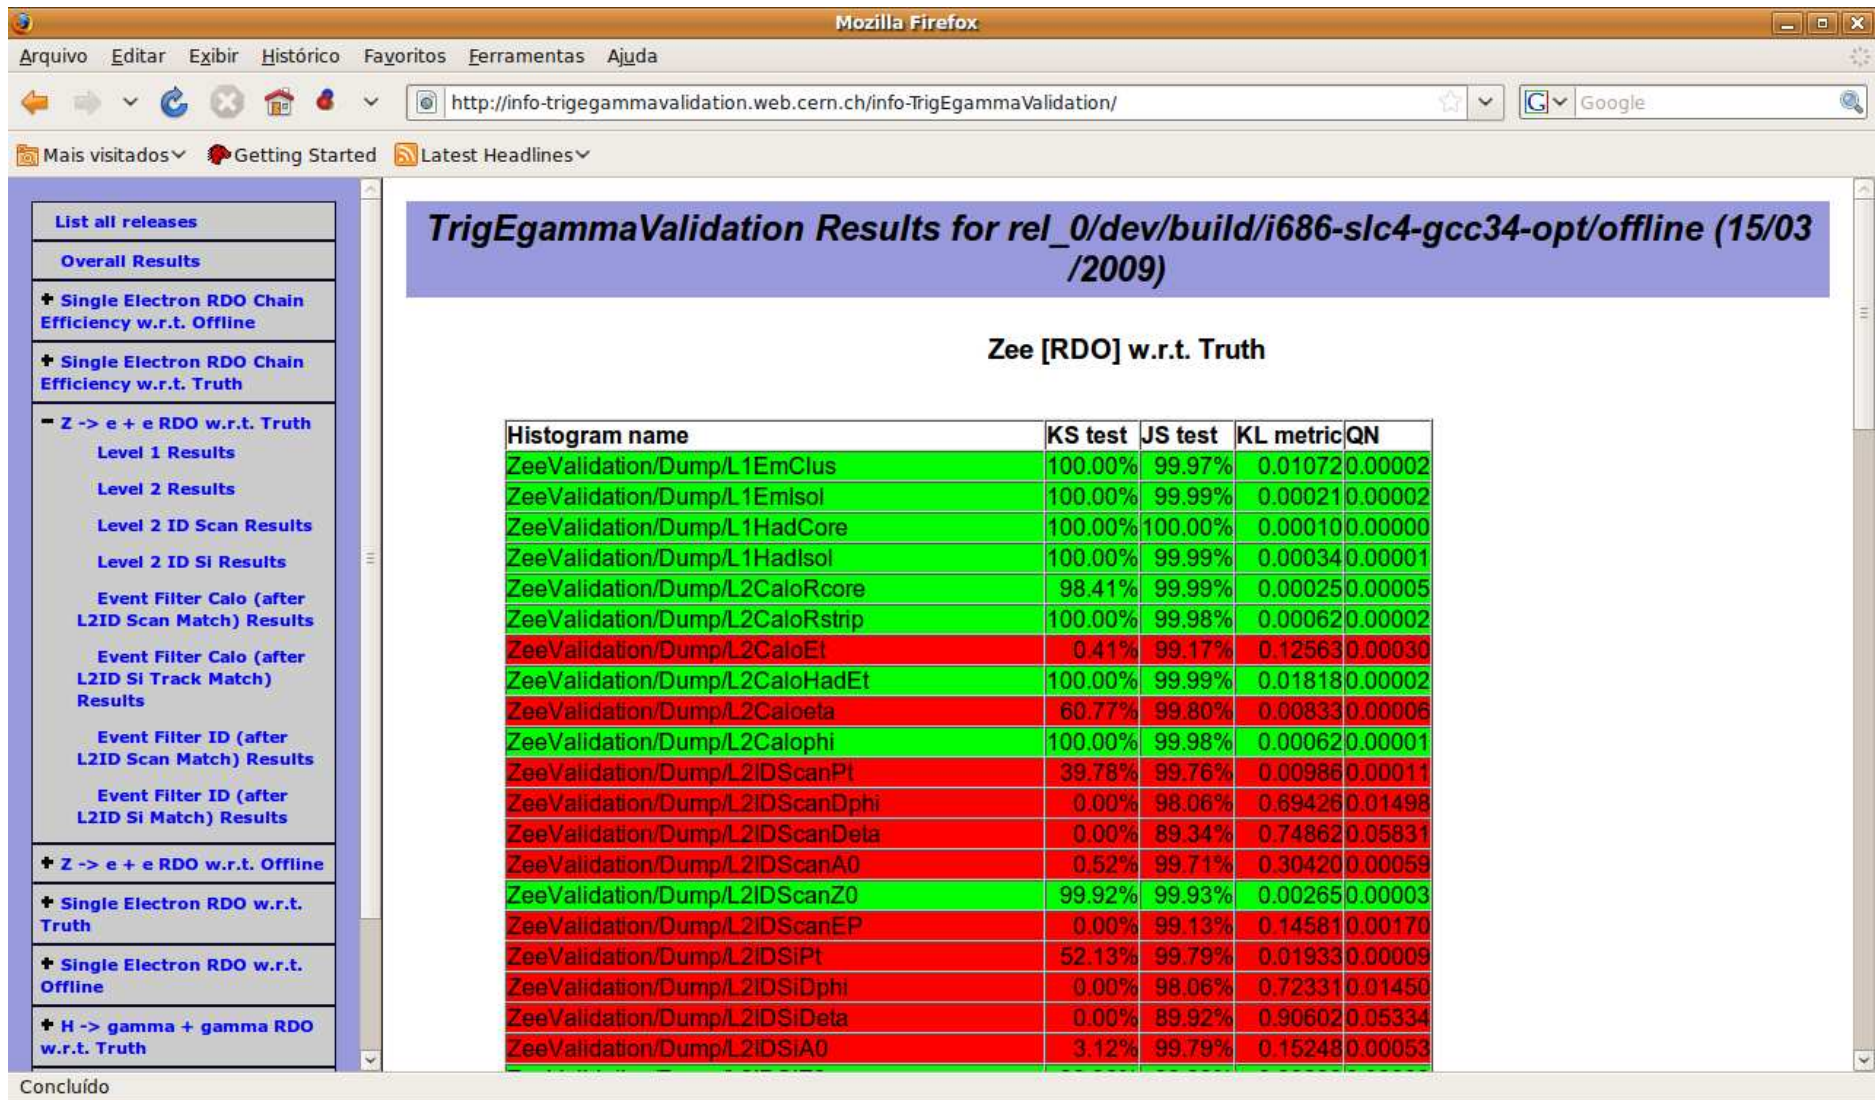 Mozilla Firefox
Arquivo Editar Exibir Histórico Favoritos Ferramentas Ajuda
http://info-trigegammavalidation.web.cern.ch/info-TrigEgammaValidation/
G Google
Mais visitados Getting Started Latest Headlines
List all releases
Overall Results
+ Single Electron RDO Chain
Efficiency w.r.t. Offline
+ Single Electron RDO Chain
Efficiency w.r.t. Truth
- Z -> e + e RDO w.r.t. Truth
Level 1 Results
Level 2 Results
Level 2 ID Scan Results
Level 2 ID Si Results
Event Filter Calo (after
L2ID Scan Match) Results
Event Filter Calo (after
L2ID Si Track Match)
Results
Event Filter ID (after
L2ID Scan Match) Results
Event Filter ID (after
L2ID Si Match) Results
+ Z -> e + e RDO w.r.t. Offline
+ Single Electron RDO w.r.t.
Truth
+ Single Electron RDO w.r.t.
Offline
+ H -> gamma + gamma RDO
w.r.t. Truth
TrigEgammaValidation Results for rel_0/dev/build/i686-slc4-gcc34-opt/offline (15/03
/2009)
Zee [RDO] w.r.t. Truth
Histogram name KS test JS test KL metric QN
ZeeValidation/Dump/L1EmClus 100.00% 99.97% 0.01072 0.00002
ZeeValidation/Dump/L1EmIsol 100.00% 99.99% 0.00021 0.00002
ZeeValidation/Dump/L1HadCore 100.00% 100.00% 0.00010 0.00000
ZeeValidation/Dump/L1HadIsol 100.00% 99.99% 0.00034 0.00001
ZeeValidation/Dump/L2CaloRcore 98.41% 99.99% 0.00025 0.00005
ZeeValidation/Dump/L2CaloRstrip 100.00% 99.98% 0.00062 0.00002
ZeeValidation/Dump/L2CaloEt 0.41% 99.17% 0.12563 0.00030
ZeeValidation/Dump/L2CaloHadEt 100.00% 99.99% 0.01818 0.00002
ZeeValidation/Dump/L2Caloeta 60.77% 99.80% 0.00833 0.00006
ZeeValidation/Dump/L2Calophi 100.00% 99.98% 0.00062 0.00001
ZeeValidation/Dump/L2IDScanPt 39.78% 99.76% 0.00986 0.00011
ZeeValidation/Dump/L2IDScanDphi 0.00% 98.06% 0.69426 0.01498
ZeeValidation/Dump/L2IDScanDeta 0.00% 89.34% 0.74862 0.05831
ZeeValidation/Dump/L2IDScanA0 0.52% 99.71% 0.30420 0.00059
ZeeValidation/Dump/L2IDScanZ0 99.92% 99.93% 0.00265 0.00003
ZeeValidation/Dump/L2IDScanEP 0.00% 99.13% 0.14581 0.00170
ZeeValidation/Dump/L2IDSiPt 52.13% 99.79% 0.01933 0.00009
ZeeValidation/Dump/L2IDSiDphi 0.00% 98.06% 0.72331 0.01450
ZeeValidation/Dump/L2IDSiDeta 0.00% 89.92% 0.90602 0.05334
ZeeValidation/Dump/L2IDSiA0 3.12% 99.79% 0.15248 0.00053
Concluído